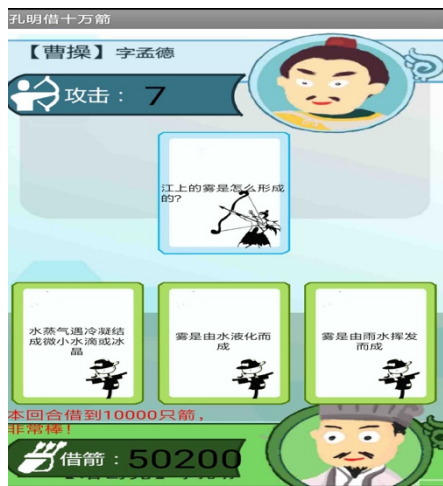 孔明借十万箭
【曹操】字孟德
攻击： 7
江上的雾是怎么形成
的?
水蒸气遇冷凝结
成微小水滴或冰
晶
雾是由水液化而
成
雾是由雨水挥发
而成
本回合借到10000只箭，
非常棒！
借箭：50200